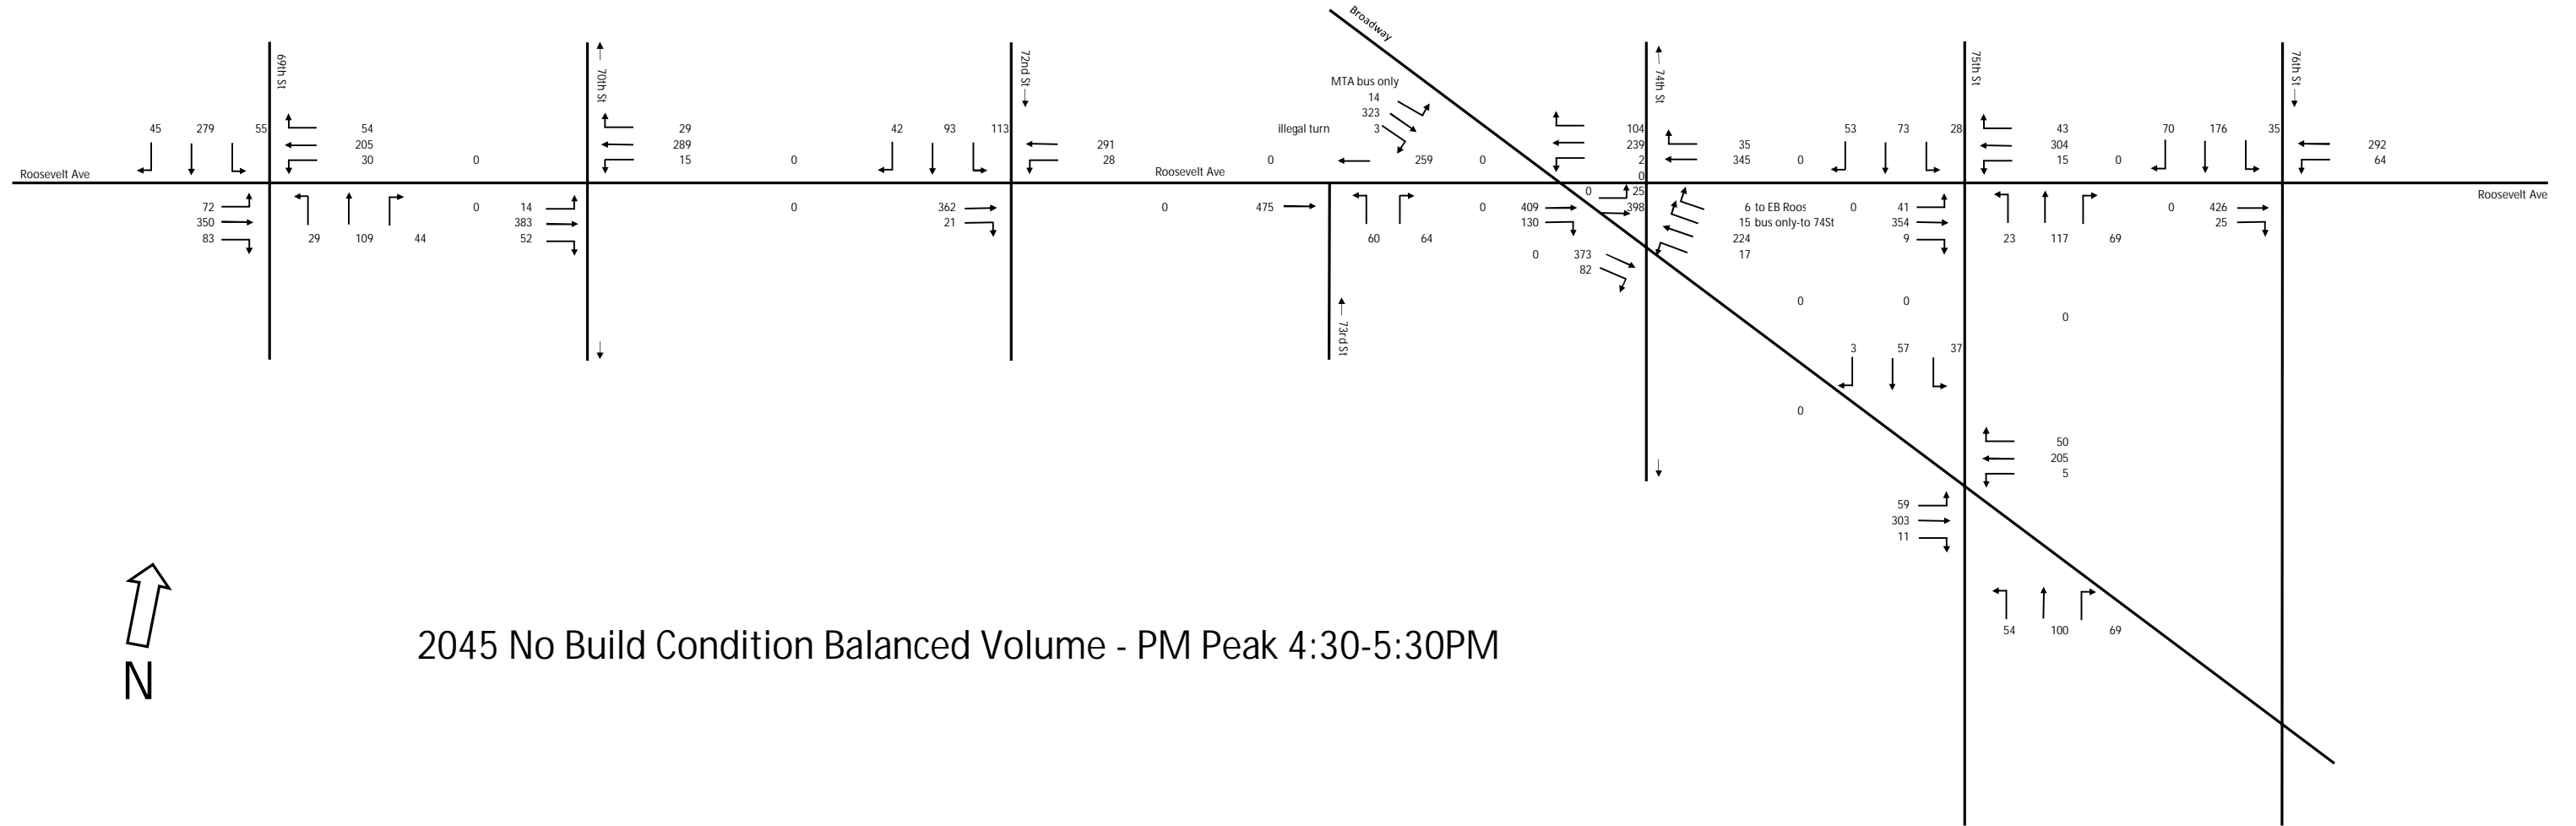 Broadway
69th St
70th St
72nd St
74th St
75th St
76th St
MTA bus only
14
323
illegal turn 3
45 279 55 54
205
30 0
29
289
15 0
42 93 113
291
28 0
259 0
104
239
2
0
35
345 0
53 73 28 43
304
15 0
70 176 35
292
64
Roosevelt Ave
Roosevelt Ave
Roosevelt Ave
72
350
83
29 109 44
0
14
383
52
0
362
21
0
475
60 64
0
409
130
0 25
398
6 to EB Roos
15 bus only-to 74St
224
17
0
41
354
9
23 117 69
0
426
25
0 373
82
0 0
0
73rd St
3 57 37
0
50
205
5
59
303
11
54 100 69
2045 No Build Condition Balanced Volume - PM Peak 4:30-5:30PM
N